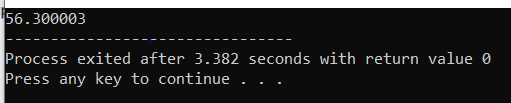 56.300003
--------------------------------
Process exited after 3.382 seconds with return value 0
Press any key to continue . . .